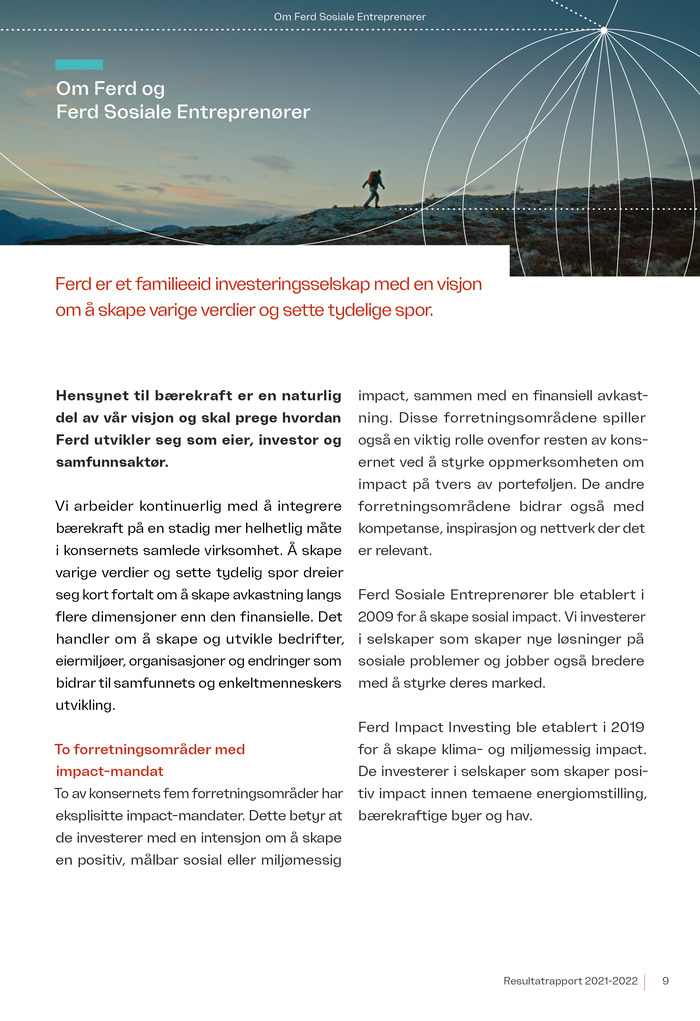 Om Ferd Sosiale Entreprenører
Om Ferd og
Ferd Sosiale Entreprenører
Ferd er et familieeid investeringsselskap med en visjon
om å skape varige verdier og sette tydelige spor.
Hensynet til bærekraft er en naturlig
del av vår visjon og skal prege hvordan
Ferd utvikler seg som eier, investor og
samfunnsaktør.
Vi arbeider kontinuerlig med å integrere
bærekraft på en stadig mer helhetlig måte
i konsernets samlede virksomhet. Å skape
varige verdier og sette tydelig spor dreier
seg kort fortalt om å skape avkastning langs
flere dimensjoner enn den finansielle. Det
handler om å skape og utvikle bedrifter,
eiermiljøer, organisasjoner og endringer som
bidrar til samfunnets og enkeltmenneskers
utvikling.
To forretningsområder med
impact-mandat
To av konsernets fem forretningsområder har
eksplisitte impact-mandater. Dette betyr at
de investerer med en intensjon om å skape
en positiv, målbar sosial eller miljømessig
impact, sammen med en finansiell avkast-
ning. Disse forretningsområdene spiller
også en viktig rolle ovenfor resten av kons-
ernet ved å styrke oppmerksomheten om
impact på tvers av porteføljen. De andre
forretningsområdene bidrar også med
kompetanse, inspirasjon og nettverk der det
er relevant.
Ferd Sosiale Entreprenører ble etablert i
2009 for å skape sosial impact. Vi investerer
i selskaper som skaper nye løsninger på
sosiale problemer og jobber også bredere
med å styrke deres marked.
Ferd Impact Investing ble etablert i 2019
for å skape klima- og miljømessig impact.
De investerer i selskaper som skaper posi-
tiv impact innen temaene energiomstilling,
bærekraftige byer og hav.
Resultatrapport 2021-2022 9